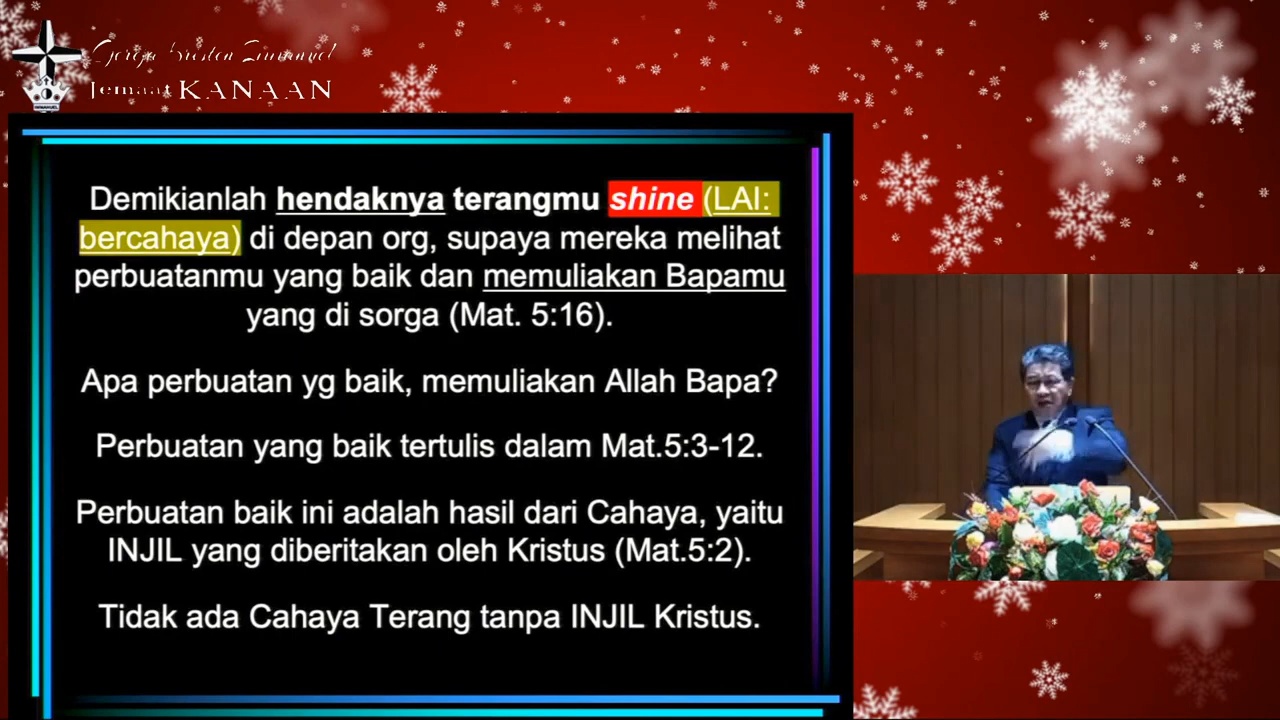 Gereja Kristen Immanuel
Jemaat KANAAN
Demikianlah hendaknya terangmu shine (LAI:
bercahaya) di depan org, supaya mereka melihat
perbuatanmu yang baik dan memuliakan Bapamu
yang di sorga (Mat. 5:16).
Apa perbuatan yg baik, memuliakan Allah Bapa?
Perbuatan yang baik tertulis dalam Mat.5:3-12.
Perbuatan baik ini adalah hasil dari Cahaya, yaitu
INJIL yang diberitakan oleh Kristus (Mat.5:2).
Tidak ada Cahaya Terang tanpa INJIL Kristus.